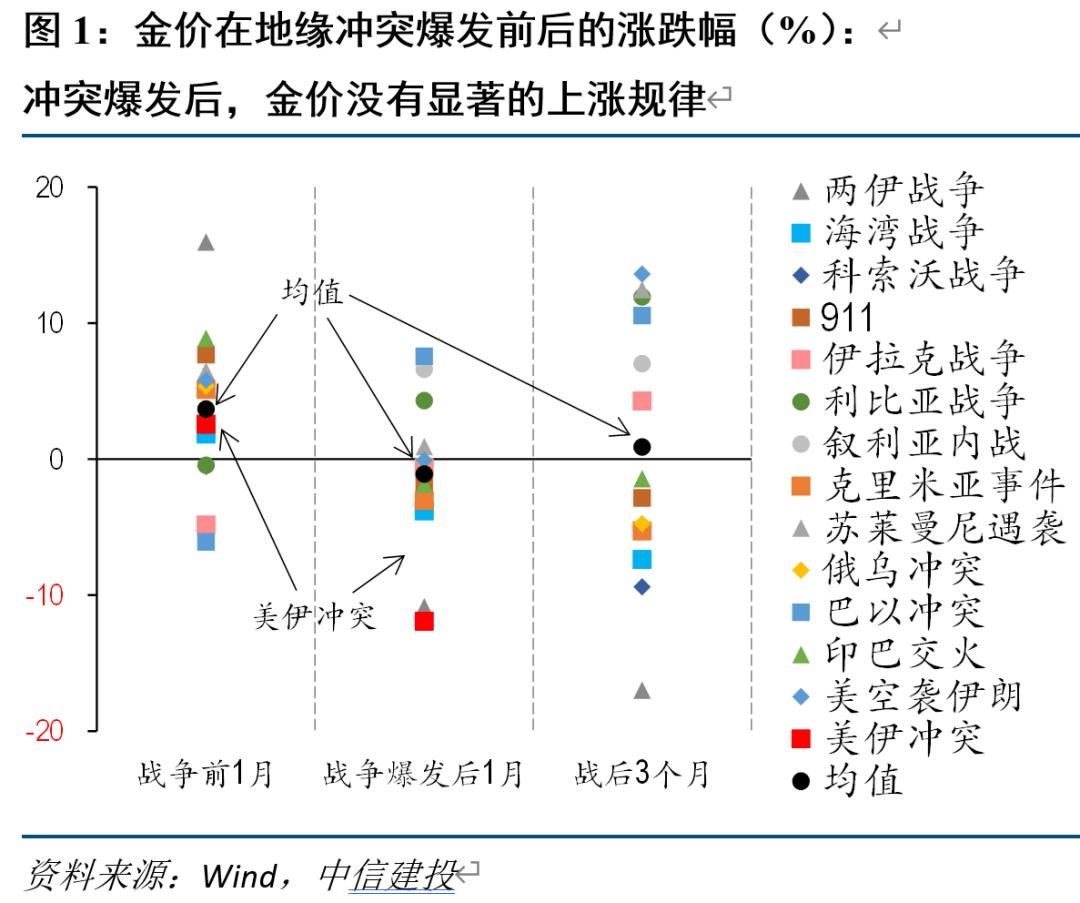 图 1：金价在地缘冲突爆发前后的涨跌幅（%）：
冲突爆发后，金价没有显著的上涨规律
20
10
0
-10
-20
均值
美伊冲突
战争前1月
战争爆发后1月
战后3个月
两伊战争
海湾战争
科索沃战争
911
伊拉克战争
利比亚战争
叙利亚内战
克里米亚事件
苏莱曼尼遇袭
俄乌冲突
巴以冲突
印巴交火
美空袭伊朗
美伊冲突
均值
资料来源：Wind，中信建投